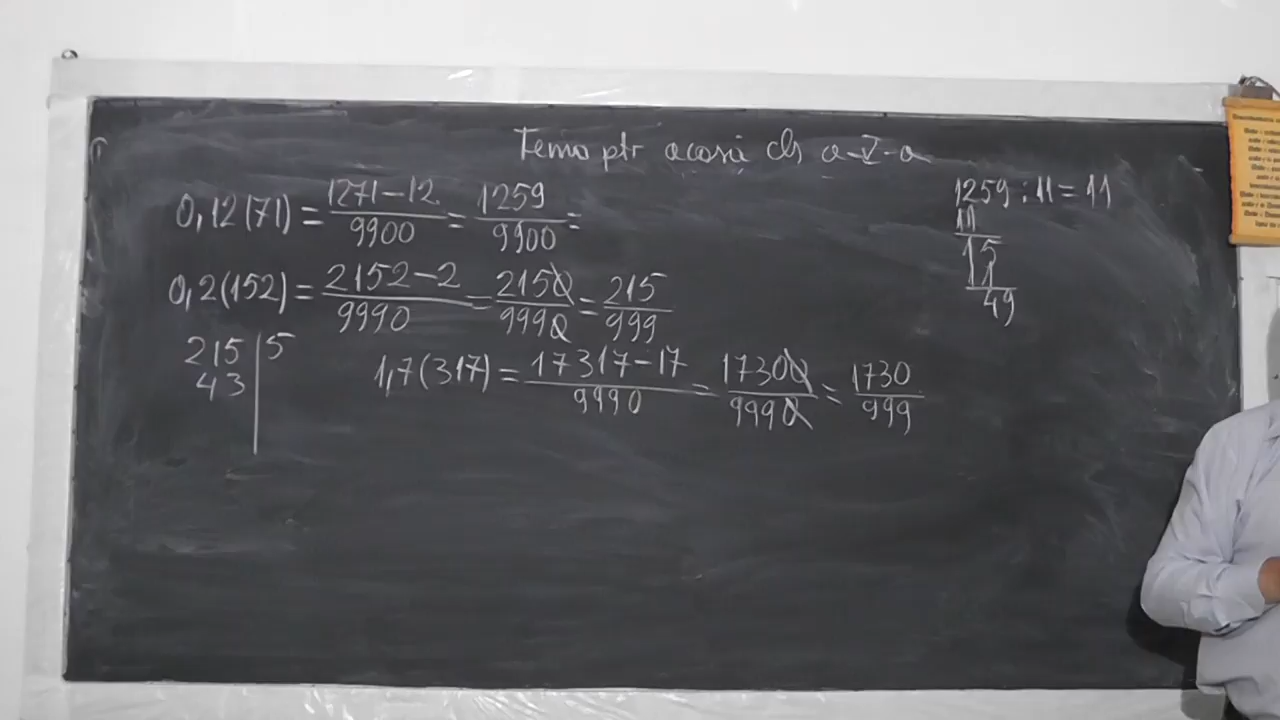 Tema ptr acasă cls a-V-a
0,12(71) = 1271-12 / 9900 = 1259 / 9900 =
1259 : 11 = 11
11
15
11
49
0,2(152) = 2152-2 / 9990 = 2150 / 9990 = 215 / 999
215 | 5
43
1,7(317) = 17317-17 / 9990 = 17300 / 9990 = 1730 / 999